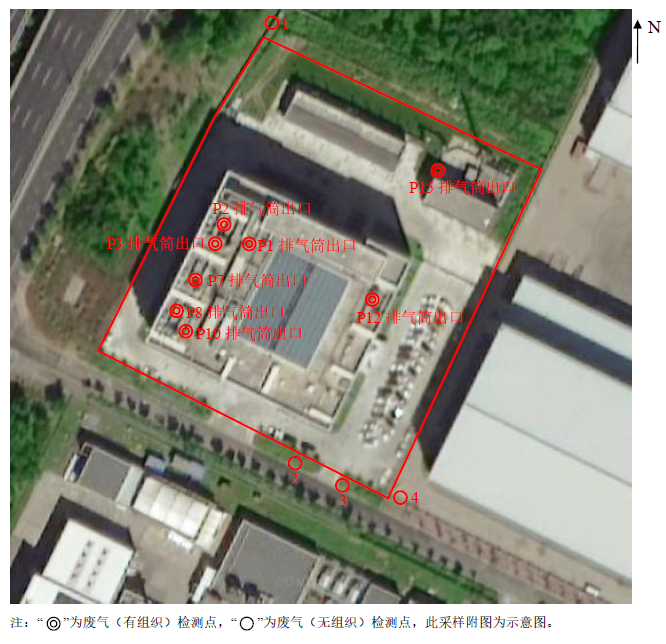 1
N
P15 排气筒出口
P2 排气筒出口
P3 排气筒出口
P1 排气筒出口
P7 排气筒出口
P8 排气筒出口
P12 排气筒出口
P10 排气筒出口
2
3
4
注：“◎”为废气（有组织）检测点，“○”为废气（无组织）检测点，此采样附图为示意图。